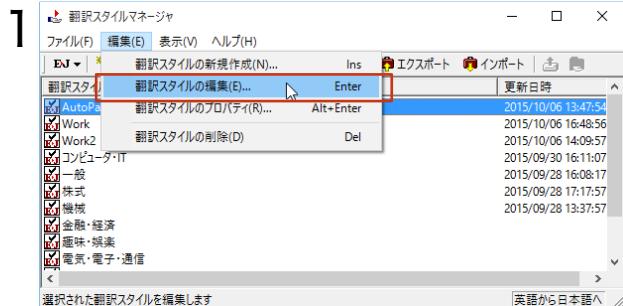 1
翻訳スタイルマネージャ
ファイル(F) 編集(E) 表示(V) ヘルプ(H)
EJ
翻訳スタイルの新規作成(N)... Ins
エクスポート インポート
翻訳スタイルの編集(E)... Enter
更新日時
翻訳スタイルのプロパティ(R)... Alt+Enter
2015/10/06 13:47:54
Work 2015/10/06 16:48:56
Work2 翻訳スタイルの削除(D) Del 2015/10/06 14:09:57
コンピュータ・IT 2015/09/30 16:11:07
一般 2015/09/28 16:08:17
株式 2015/09/28 17:17:57
機械 2015/09/28 13:37:57
金融・経済
趣味・娯楽
電気・電子・通信
選択された翻訳スタイルを編集します 英語から日本語へ